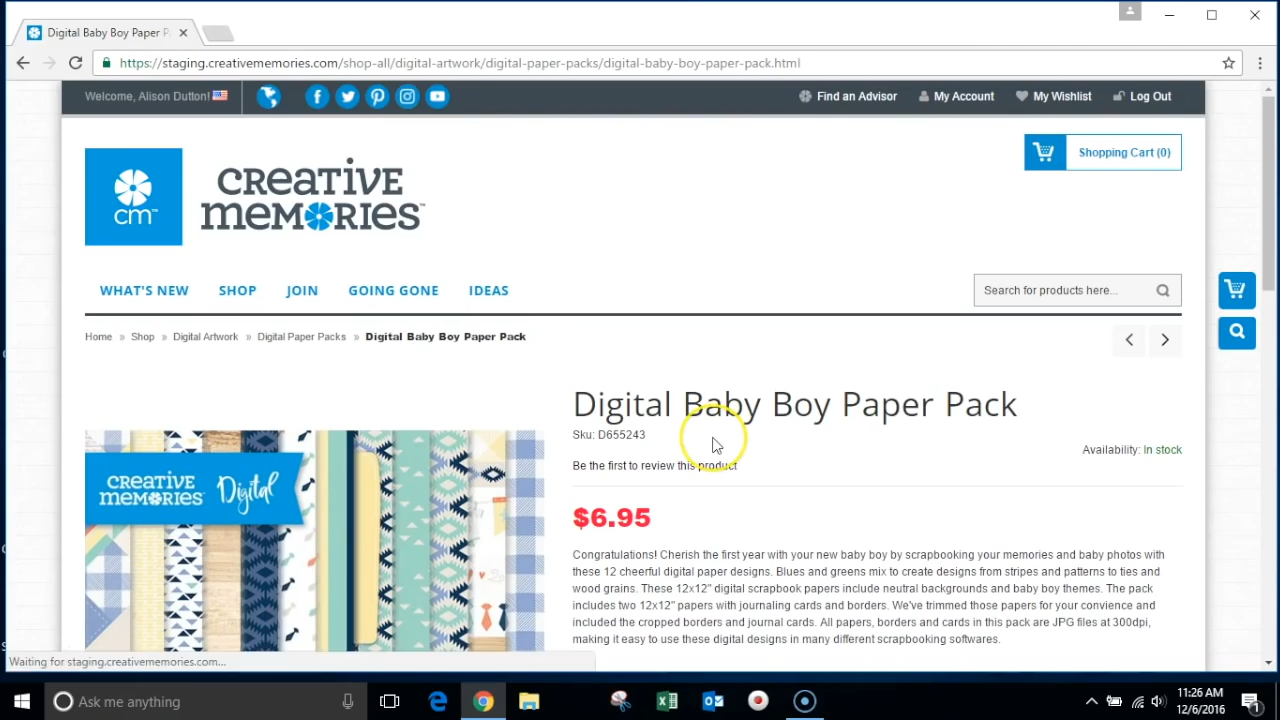 Digital Baby Boy Paper P
https://staging.creativememories.com/shop-all/digital-artwork/digital-paper-packs/digital-baby-boy-paper-pack.html
Welcome, Alison Dutton!
Find an Advisor
My Account
My Wishlist
Log Out
cm™
creative
memories™
Shopping Cart (0)
WHAT'S NEW
SHOP
JOIN
GOING GONE
IDEAS
Search for products here...
Home » Shop » Digital Artwork » Digital Paper Packs » Digital Baby Boy Paper Pack
Digital Baby Boy Paper Pack
Sku: D655243
Availability: In stock
Be the first to review this product
$6.95
creative
memories
Digital
Congratulations! Cherish the first year with your new baby boy by scrapbooking your memories and baby photos with
these 12 cheerful digital paper designs. Blues and greens mix to create designs from stripes and patterns to ties and
wood grains. These 12x12" digital scrapbook papers include neutral backgrounds and baby boy themes. The pack
includes two 12x12" papers with journaling cards and borders. We've trimmed those papers for your convience and
included the cropped borders and journal cards. All papers, borders and cards in this pack are JPG files at 300dpi,
making it easy to use these digital designs in many different scrapbooking softwares.
Waiting for staging.creativememories.com...
Ask me anything
11:26 AM
12/6/2016
1